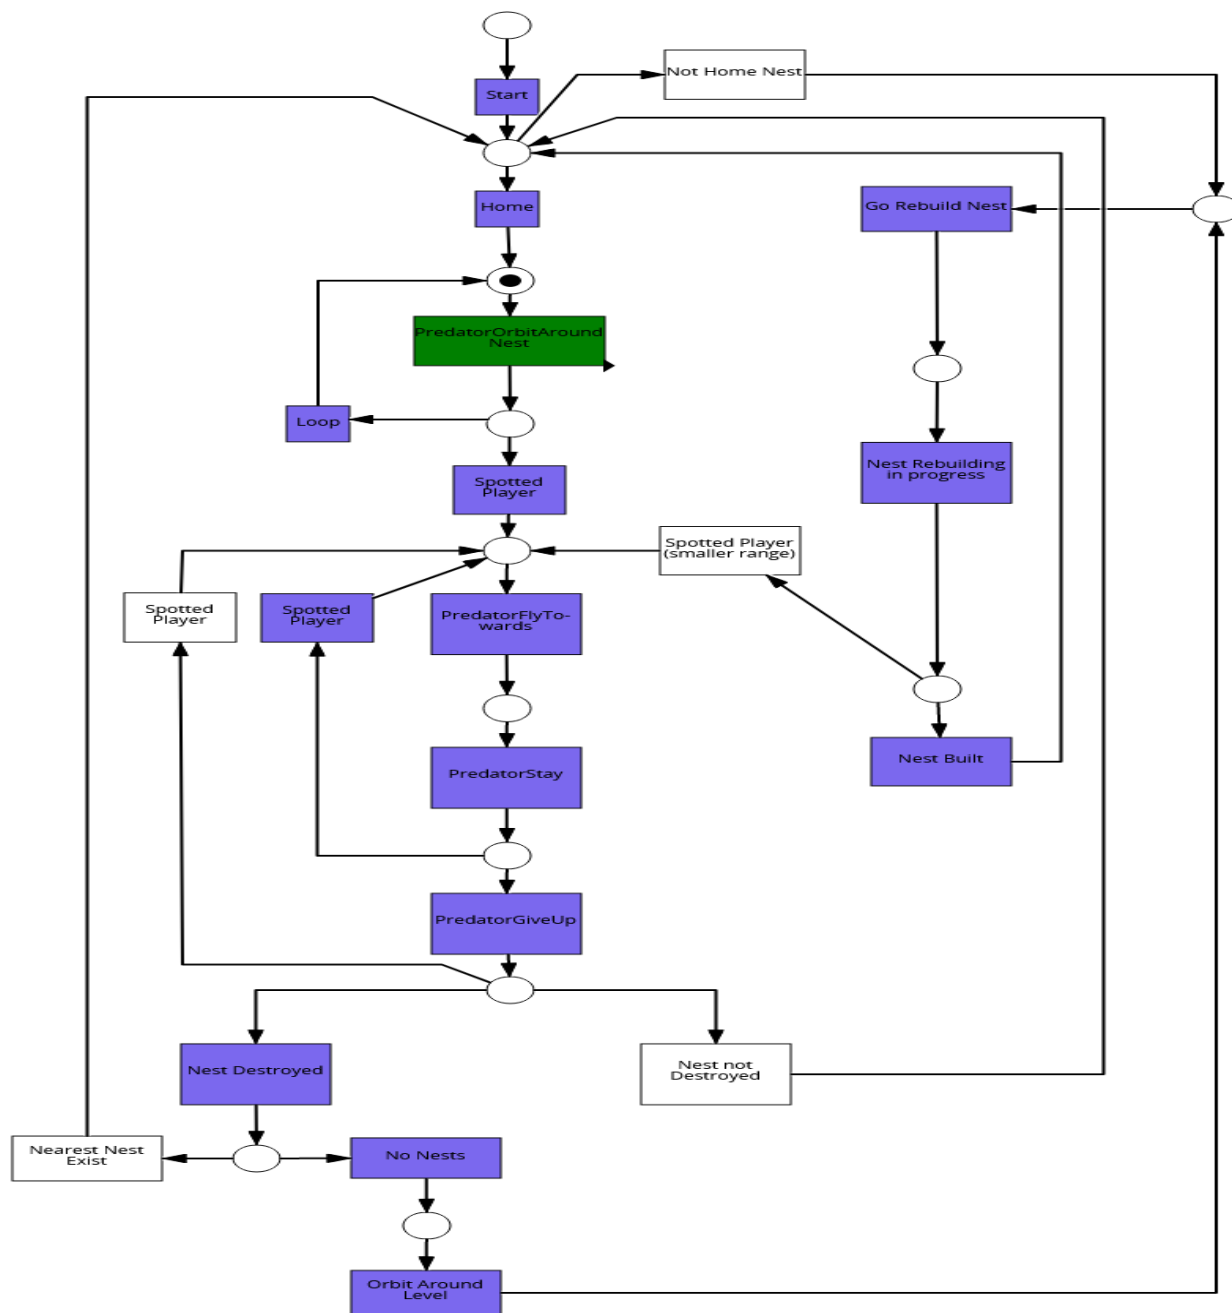 Not Home Nest
Start
Home
Go Rebuild Nest
PredatorOrbitAround
Nest
Loop
Nest Rebuilding
in progress
Spotted
Player
Spotted Player
(smaller range)
Spotted
Player
Spotted
Player
PredatorFlyTo-
wards
PredatorStay
Nest Built
PredatorGiveUp
Nest Destroyed
Nest not
Destroyed
Nearest Nest
Exist
No Nests
Orbit Around
Level